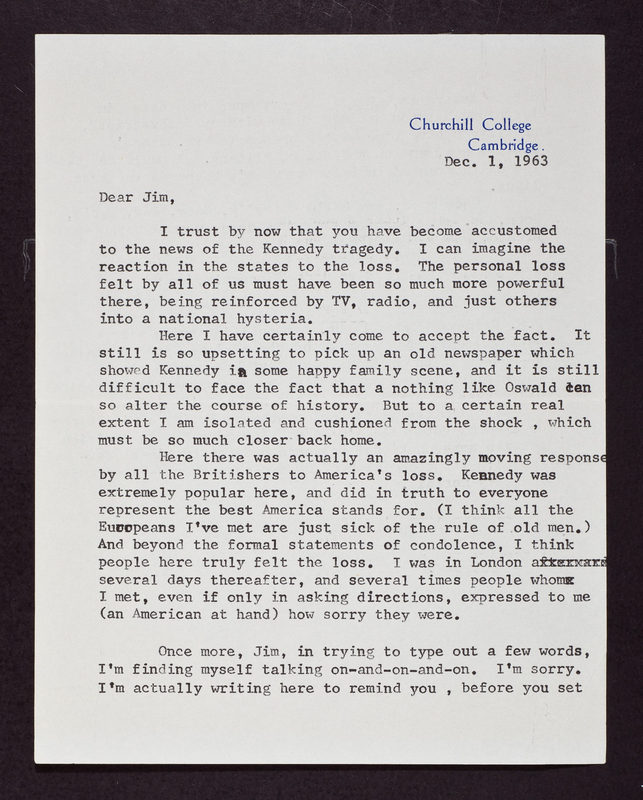 Churchill College
Cambridge.
Dec. 1, 1963
Dear Jim,
I trust by now that you have become accustomed
to the news of the Kennedy tragedy. I can imagine the
reaction in the states to the loss. The personal loss
felt by all of us must have been so much more powerful
there, being reinforced by TV, radio, and just others
into a national hysteria.
Here I have certainly come to accept the fact. It
still is so upsetting to pick up an old newspaper which
showed Kennedy in some happy family scene, and it is still
difficult to face the fact that a nothing like Oswald can
so alter the course of history. But to a certain real
extent I am isolated and cushioned from the shock , which
must be so much closer back home.
Here there was actually an amazingly moving response
by all the Britishers to America's loss. Kennedy was
extremely popular here, and did in truth to everyone
represent the best America stands for. (I think all the
Europeans I've met are just sick of the rule of old men.)
And beyond the formal statements of condolence, I think
people here truly felt the loss. I was in London afterward
several days thereafter, and several times people whom
I met, even if only in asking directions, expressed to me
(an American at hand) how sorry they were.
Once more, Jim, in trying to type out a few words,
I'm finding myself talking on-and-on-and-on. I'm sorry.
I'm actually writing here to remind you , before you set